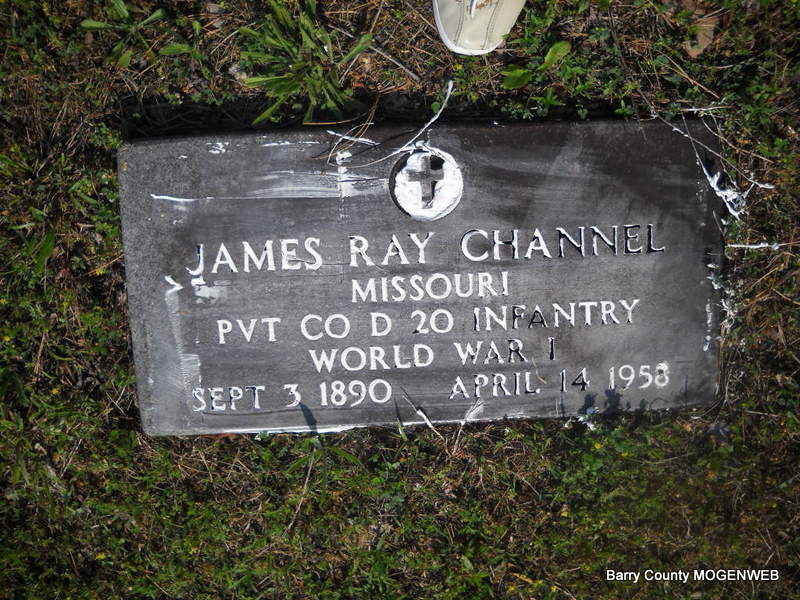 JAMES RAY CHANNEL
MISSOURI
PVT CO D 20 INFANTRY
WORLD WAR I
SEPT 3 1890 APRIL 14 1958
Barry County MOGENWEB